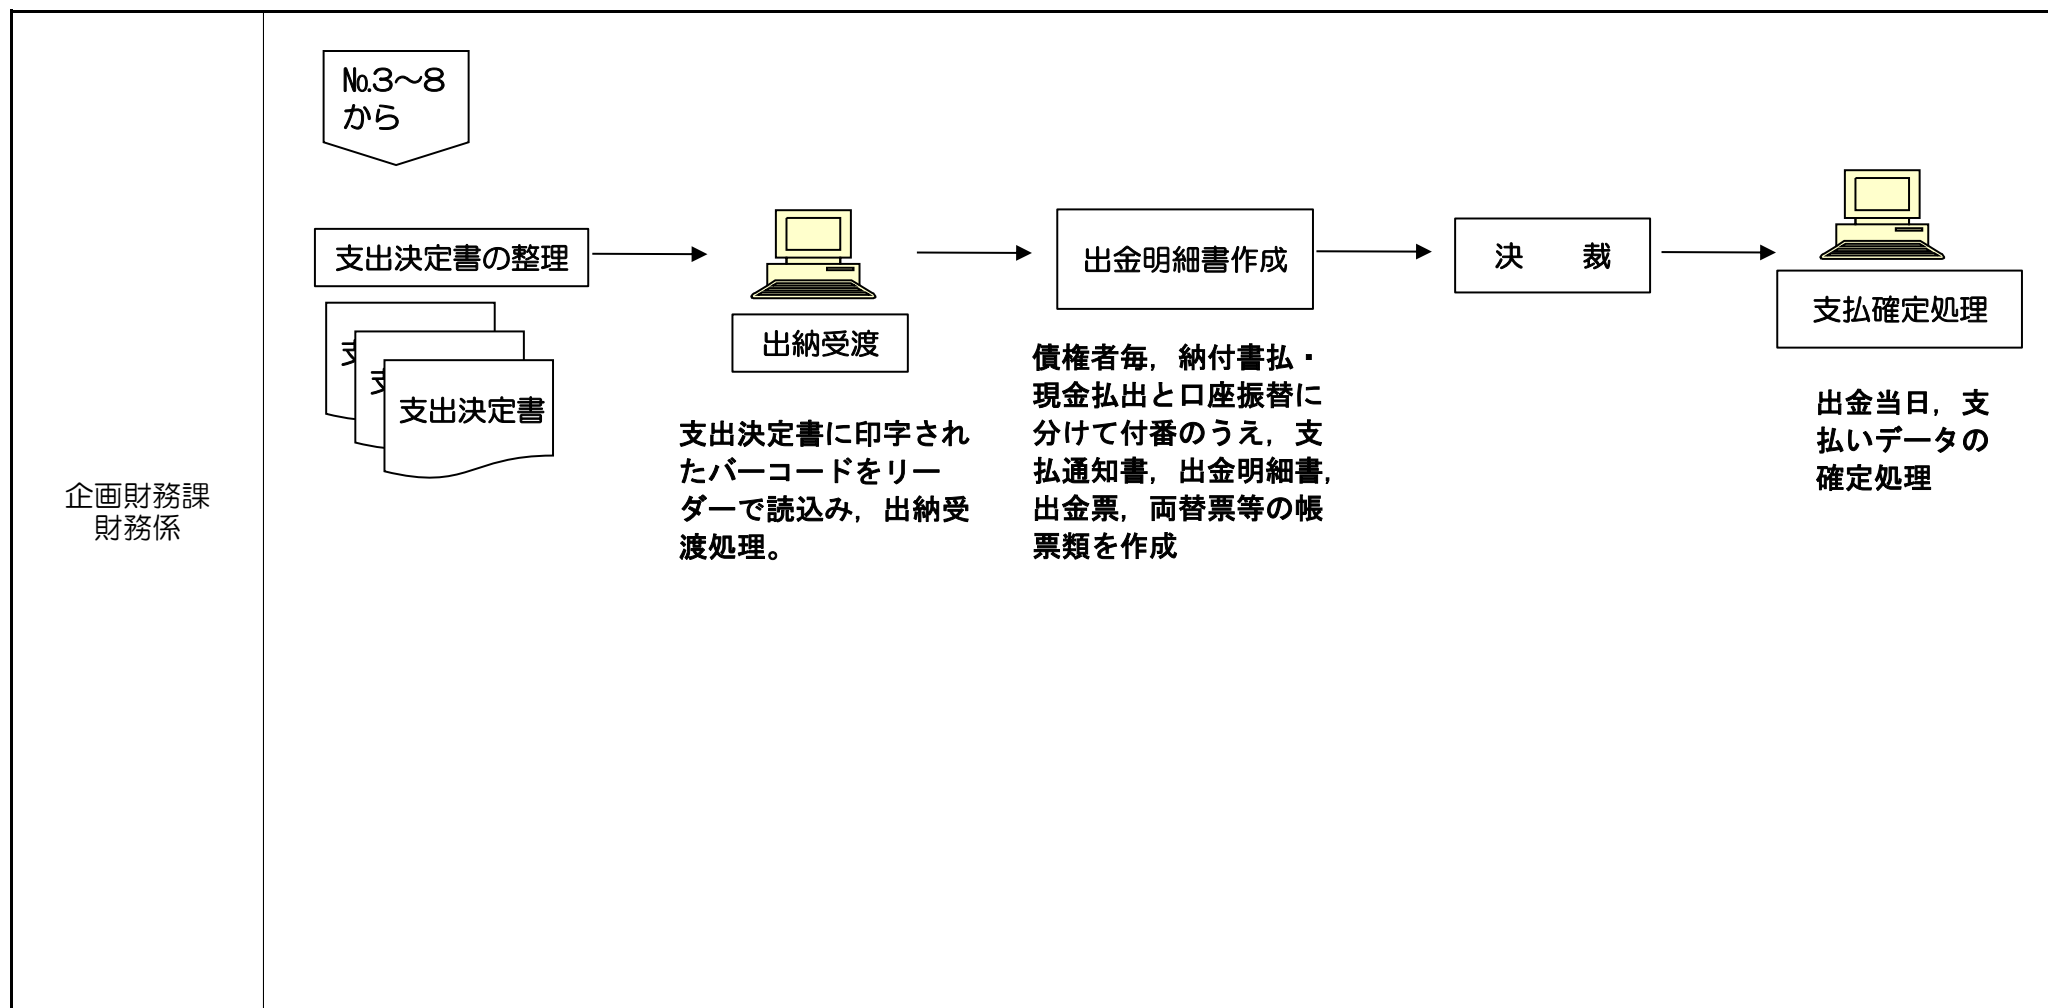 企画財務課
財務係
№3～8
から
支出決定書の整理
支
支
支出決定書
出納受渡
支出決定書に印字され
たバーコードをリー
ダーで読込み，出納受
渡処理。
出金明細書作成
債権者毎，納付書払・
現金払出と口座振替に
分けて付番のうえ，支
払通知書，出金明細書，
出金票，両替票等の帳
票類を作成
決　　裁
支払確定処理
出金当日，支
払いデータの
確定処理